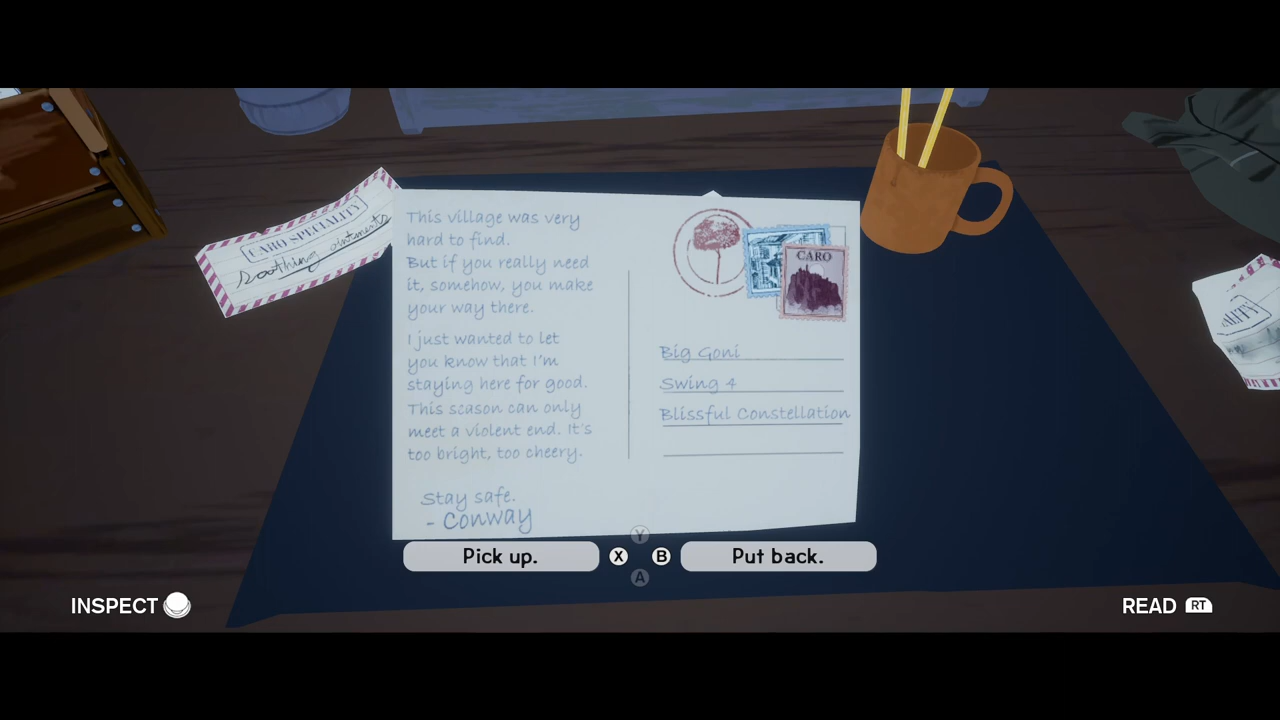 CARO SPECIALITY
Soothing ointments
This village was very
hard to find.
But if you really need
it, somehow, you make
your way there.
I just wanted to let
you know that I'm
staying here for good.
This season can only
meet a violent end. It's
too bright, too cheery.
Stay safe.
- Conway
CARO
Big Goni
Swing 4
Blissful Constellation
Y
Pick up.
X
B
Put back.
A
INSPECT
READ RT